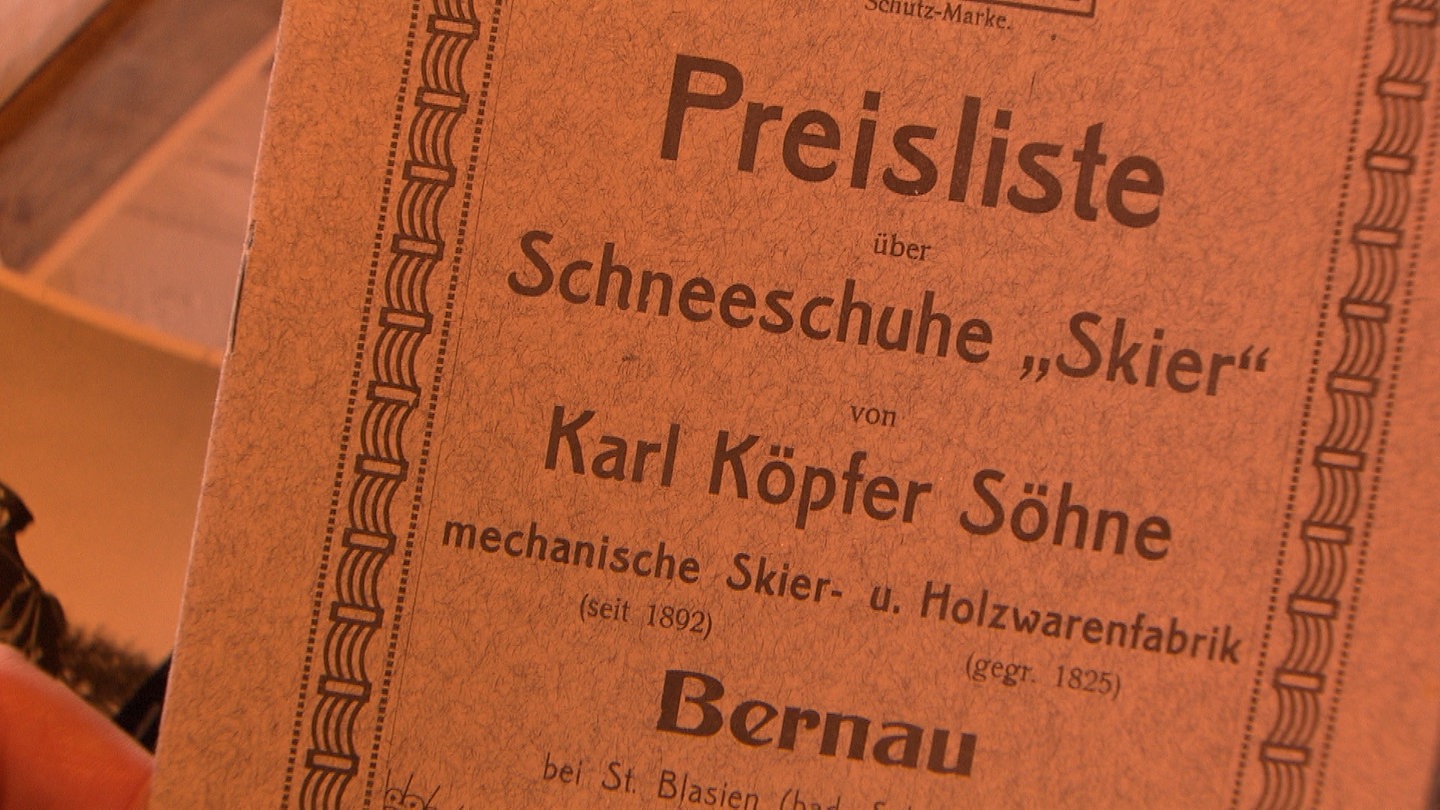 Schutz-Marke.
Preisliste
über
Schneeschuhe „Skier“
von
Karl Köpfer Söhne
mechanische Skier- u. Holzwarenfabrik
(seit 1892) (gegr. 1825)
Bernau
bei St. Blasien (bad.